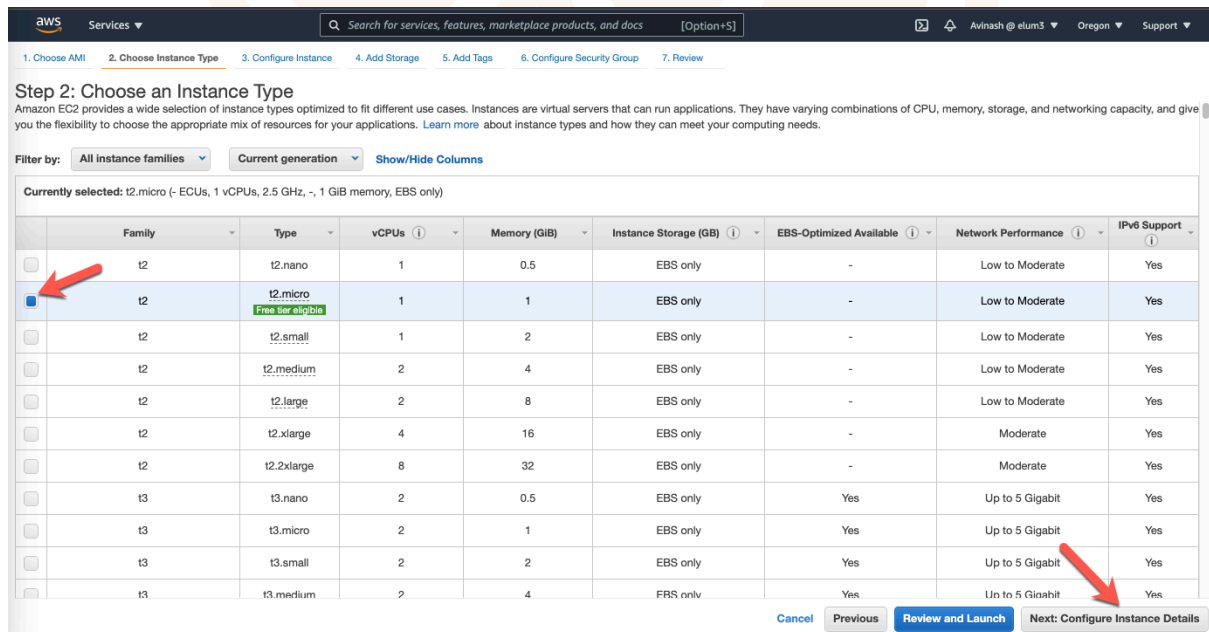 aws Services ▾ Search for services, features, marketplace products, and docs [Option+S] Avinash @ elum3 ▾ Oregon ▾ Support ▾
1. Choose AMI 2. Choose Instance Type 3. Configure Instance 4. Add Storage 5. Add Tags 6. Configure Security Group 7. Review
Step 2: Choose an Instance Type
Amazon EC2 provides a wide selection of instance types optimized to fit different use cases. Instances are virtual servers that can run applications. They have varying combinations of CPU, memory, storage, and networking capacity, and give
you the flexibility to choose the appropriate mix of resources for your applications. Learn more about instance types and how they can meet your computing needs.
Filter by: All instance families Current generation Show/Hide Columns
Currently selected: t2.micro (- ECUs, 1 vCPUs, 2.5 GHz, -, 1 GiB memory, EBS only)
Family Type vCPUs i Memory (GiB) Instance Storage (GB) i EBS-Optimized Available i Network Performance i IPv6 Support i
t2 t2.nano 1 0.5 EBS only - Low to Moderate Yes
t2 t2.micro 1 1 EBS only - Low to Moderate Yes
Free tier eligible
t2 t2.small 1 2 EBS only - Low to Moderate Yes
t2 t2.medium 2 4 EBS only - Low to Moderate Yes
t2 t2.large 2 8 EBS only - Low to Moderate Yes
t2 t2.xlarge 4 16 EBS only - Moderate Yes
t2 t2.2xlarge 8 32 EBS only - Moderate Yes
t3 t3.nano 2 0.5 EBS only Yes Up to 5 Gigabit Yes
t3 t3.micro 2 1 EBS only Yes Up to 5 Gigabit Yes
t3 t3.small 2 2 EBS only Yes Up to 5 Gigabit Yes
t3 t3.medium 2 4 EBS only Yes Up to 5 Gigabit Yes
Cancel Previous Review and Launch Next: Configure Instance Details